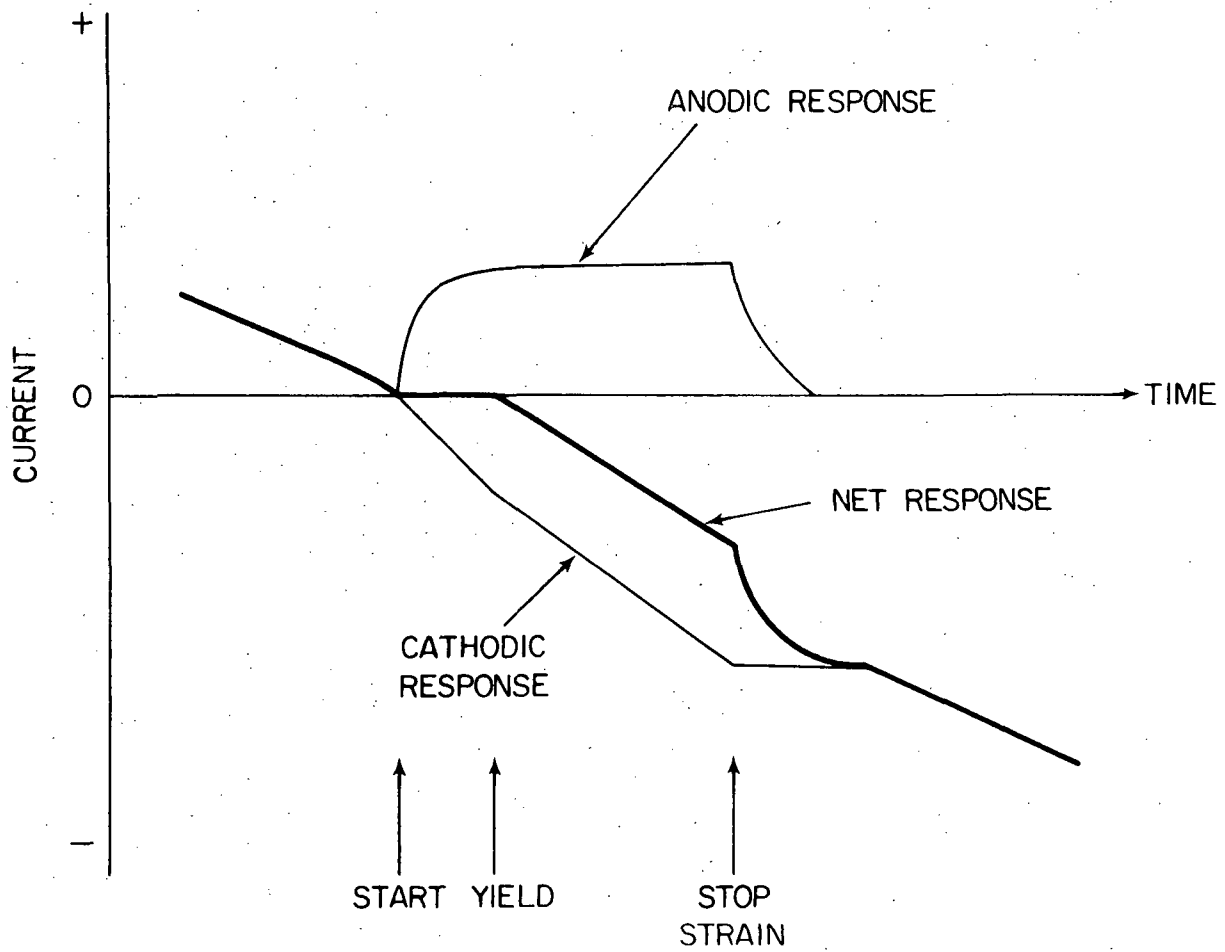 +
ANODIC RESPONSE
0
TIME
CURRENT
NET RESPONSE
CATHODIC
RESPONSE
−
START YIELD STOP
STRAIN